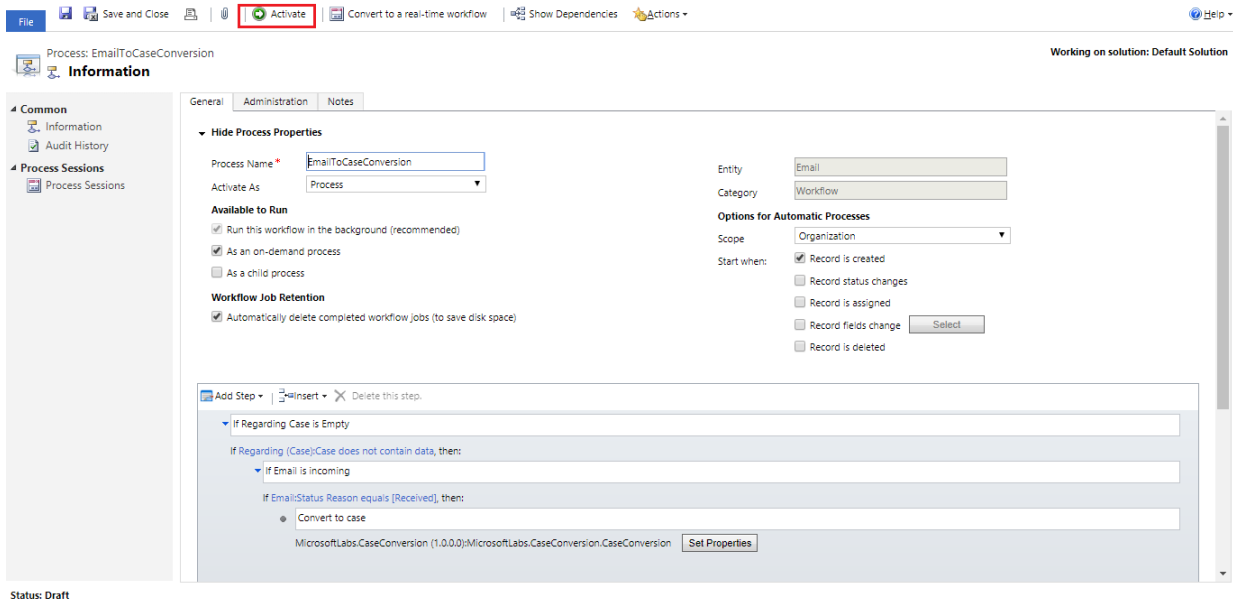 File Save and Close Activate Convert to a real-time workflow Show Dependencies Actions Help
Process: EmailToCaseConversion
Information
Working on solution: Default Solution
Common
Information
Audit History
Process Sessions
Process Sessions
General Administration Notes
Hide Process Properties
Process Name * EmailToCaseConversion
Activate As Process
Available to Run
Run this workflow in the background (recommended)
As an on-demand process
As a child process
Workflow Job Retention
Automatically delete completed workflow jobs (to save disk space)
Entity Email
Category Workflow
Options for Automatic Processes
Scope Organization
Start when: Record is created
Record status changes
Record is assigned
Record fields change Select
Record is deleted
Add Step Insert Delete this step.
If Regarding Case is Empty
If Regarding (Case):Case does not contain data, then:
If Email is incoming
If Email:Status Reason equals [Received], then:
Convert to case
MicrosoftLabs.CaseConversion (1.0.0.0):MicrosoftLabs.CaseConversion.CaseConversion Set Properties
Status: Draft